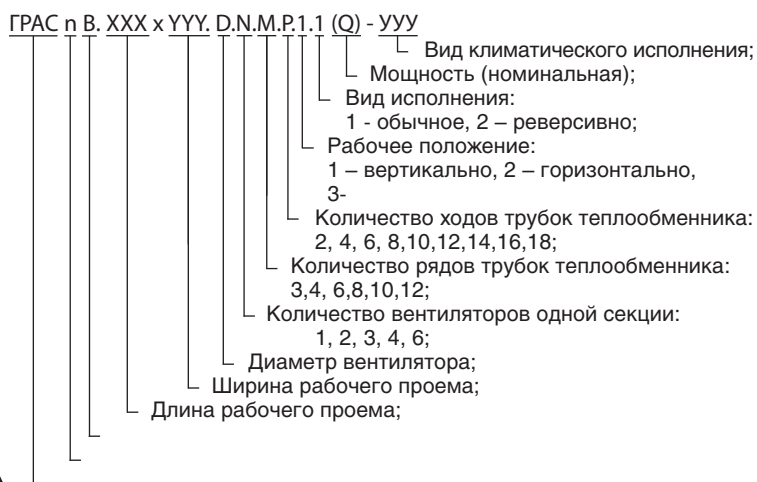 ГРАС n В. XXX x YYY. D.N.M.P.1.1 (Q) - УУУ
Вид климатического исполнения;
Мощность (номинальная);
Вид исполнения:
1 - обычное, 2 – реверсивно;
Рабочее положение:
1 – вертикально, 2 – горизонтально,
3-
Количество ходов трубок теплообменника:
2, 4, 6, 8,10,12,14,16,18;
Количество рядов трубок теплообменника:
3,4, 6,8,10,12;
Количество вентиляторов одной секции:
1, 2, 3, 4, 6;
Диаметр вентилятора;
Ширина рабочего проема;
Длина рабочего проема;